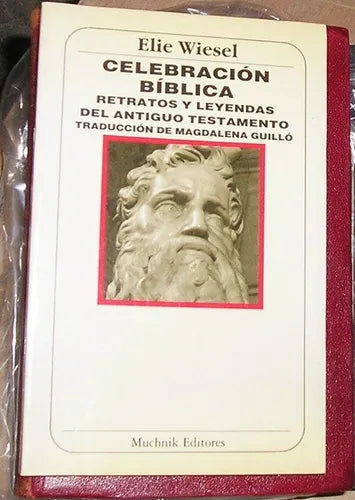 Elie Wiesel
CELEBRACIÓN
BÍBLICA
RETRATOS Y LEYENDAS
DEL ANTIGUO TESTAMENTO
TRADUCCIÓN DE MAGDALENA GUILLÓ
Muchnik Editores